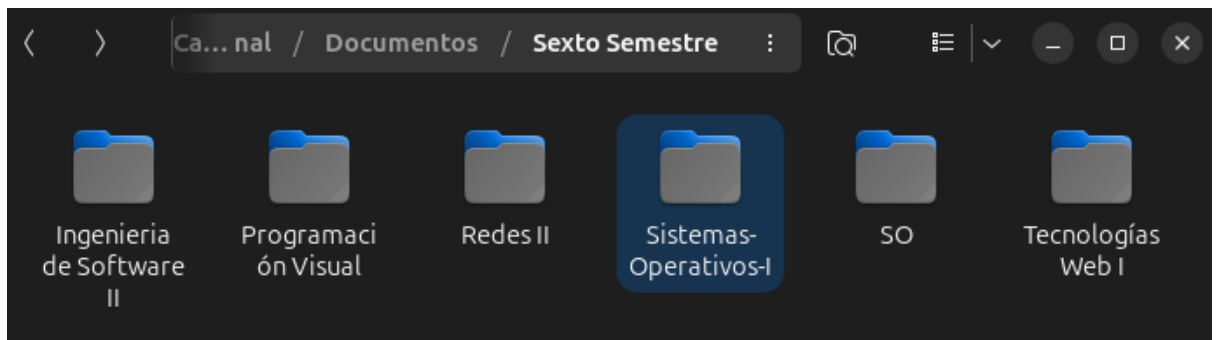 Ca... nal / Documentos / Sexto Semestre
Ingenieria
de Software
II
Programaci
ón Visual
Redes II
Sistemas-
Operativos-I
SO
Tecnologías
Web I